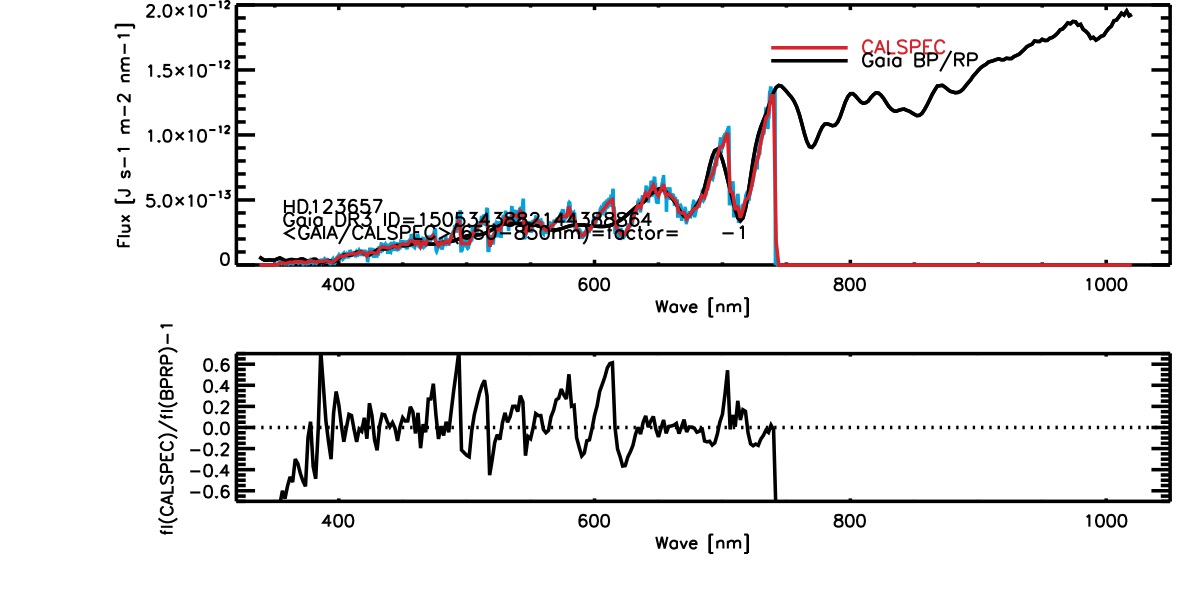 2.0×10−12
1.5×10−12
1.0×10−12
5.0×10−13
0
Flux [J s−1 m−2 nm−1]
CALSPEC
Gaia BP/RP
HD123657
Gaia DR3 ID=1505343882144388864
<GAIA/CALSPEC>(650−850nm)=factor= −1
400 600 800 1000
Wave [nm]
fl(CALSPEC)/fl(BPRP)−1
0.6
0.4
0.2
0.0
−0.2
−0.4
−0.6
400 600 800 1000
Wave [nm]